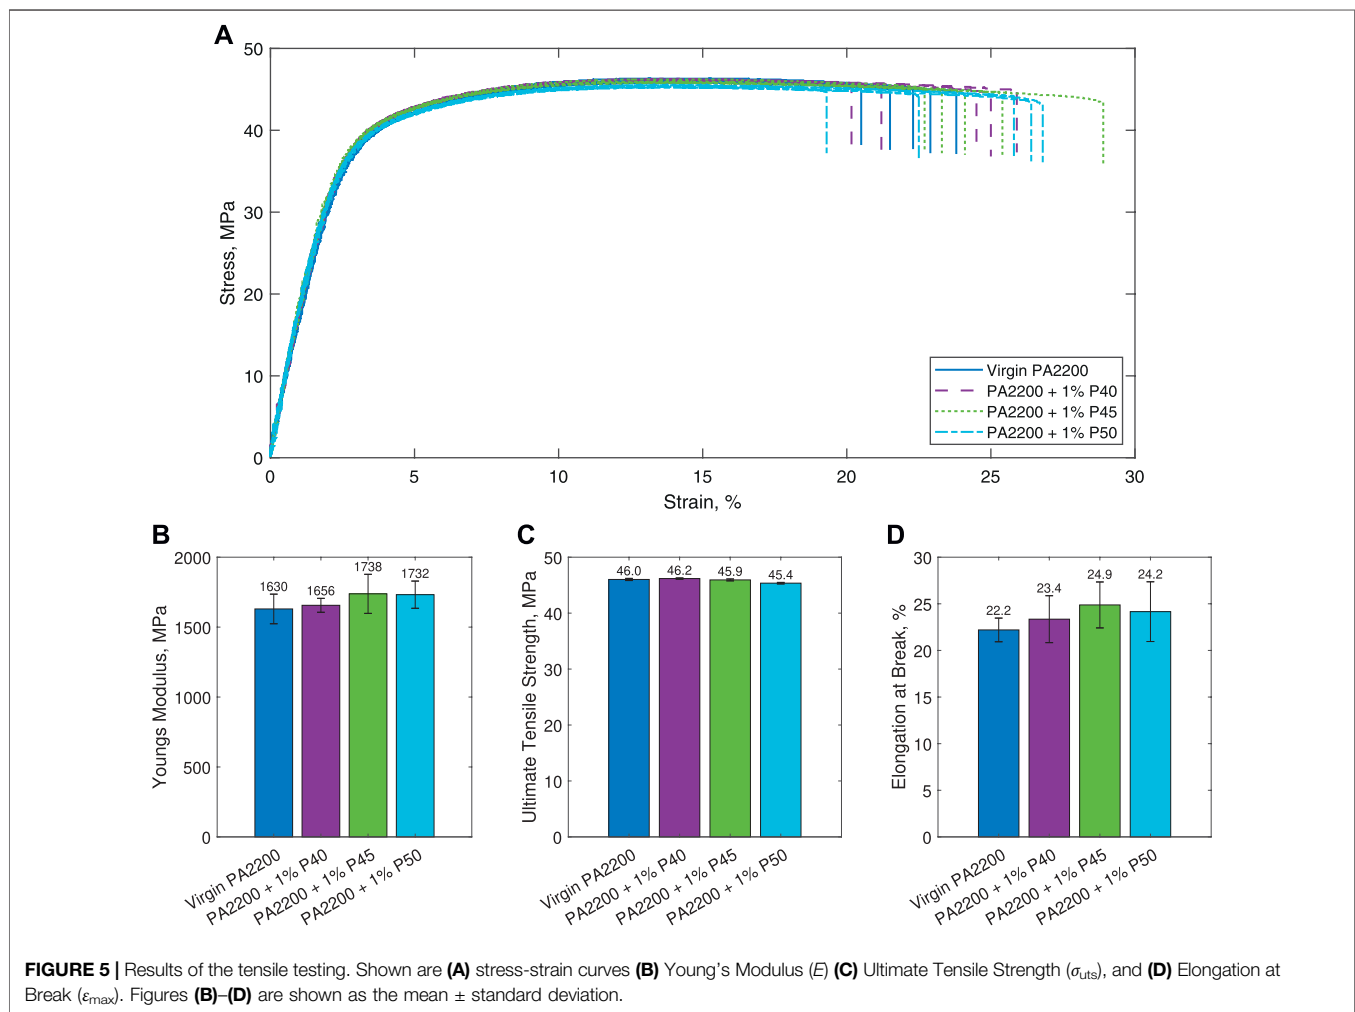 A
50
40
30
20
10
0
Stress, MPa
0 5 10 15 20 25 30
Strain, %
Virgin PA2200
PA2200 + 1% P40
PA2200 + 1% P45
PA2200 + 1% P50
B
2000
1500
1000
500
0
Youngs Modulus, MPa
1630 1656 1738 1732
Virgin PA2200
PA2200 + 1% P40
PA2200 + 1% P45
PA2200 + 1% P50
C
50
40
30
20
10
0
Ultimate Tensile Strength, MPa
46.0 46.2 45.9 45.4
Virgin PA2200
PA2200 + 1% P40
PA2200 + 1% P45
PA2200 + 1% P50
D
30
25
20
15
10
5
0
Elongation at Break, %
22.2 23.4 24.9 24.2
Virgin PA2200
PA2200 + 1% P40
PA2200 + 1% P45
PA2200 + 1% P50
FIGURE 5 | Results of the tensile testing. Shown are (A) stress-strain curves (B) Young’s Modulus (E) (C) Ultimate Tensile Strength (σuts), and (D) Elongation at
Break (εmax). Figures (B)–(D) are shown as the mean ± standard deviation.